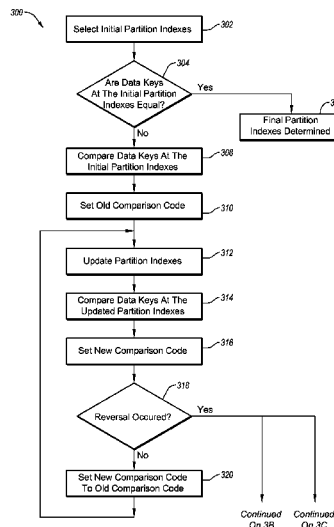 300
Select Initial Partition Indexes
302
304
Are Data Keys
At The Initial Partition
Indexes Equal?
Yes
Final Partition
Indexes Determined
No
Compare Data Keys At The
Initial Partition Indexes
308
Set Old Comparison Code
310
Update Partition Indexes
312
Compare Data Keys At The
Updated Partition Indexes
314
Set New Comparison Code
316
318
Reversal Occured?
Yes
No
Set New Comparison Code
To Old Comparison Code
320
Continued
On 3B
Continued
On 3C